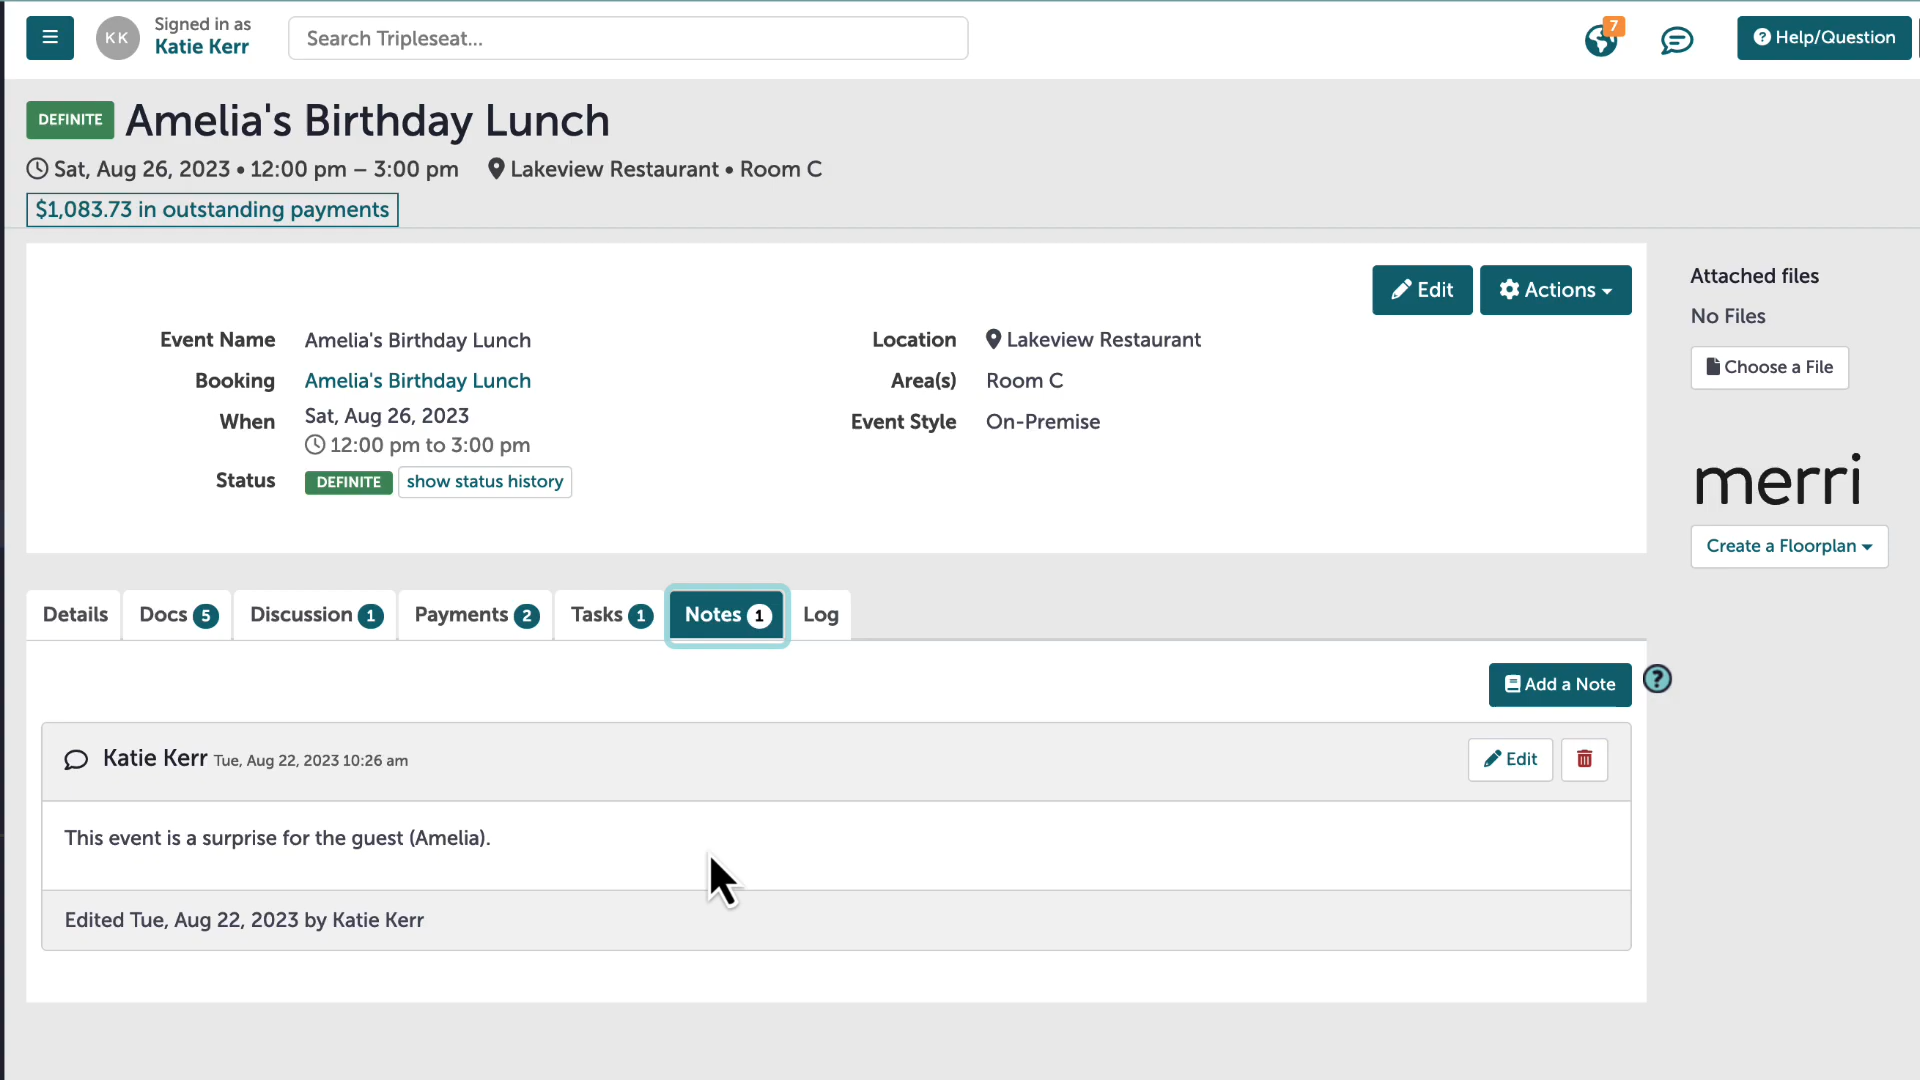 KK
Signed in as
Katie Kerr
Search Tripleseat...
7
Help/Question
DEFINITE Amelia's Birthday Lunch
Sat, Aug 26, 2023 • 12:00 pm – 3:00 pm Lakeview Restaurant • Room C
$1,083.73 in outstanding payments
Edit Actions
Event Name Amelia's Birthday Lunch
Booking Amelia's Birthday Lunch
When Sat, Aug 26, 2023
12:00 pm to 3:00 pm
Status DEFINITE show status history
Location Lakeview Restaurant
Area(s) Room C
Event Style On-Premise
Attached files
No Files
Choose a File
merri
Create a Floorplan
Details Docs 5 Discussion 1 Payments 2 Tasks 1 Notes 1 Log
Add a Note ?
Katie Kerr Tue, Aug 22, 2023 10:26 am Edit
This event is a surprise for the guest (Amelia).
Edited Tue, Aug 22, 2023 by Katie Kerr